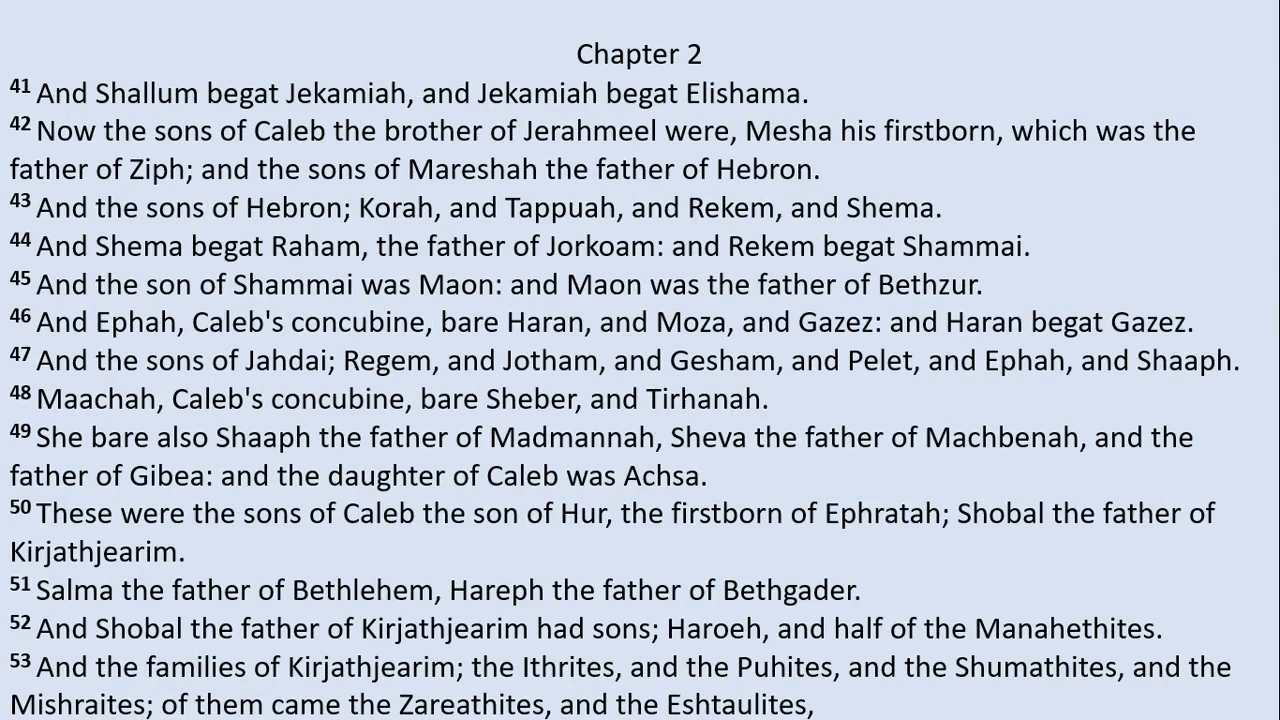 Chapter 2
41 And Shallum begat Jekamiah, and Jekamiah begat Elishama.
42 Now the sons of Caleb the brother of Jerahmeel were, Mesha his firstborn, which was the
father of Ziph; and the sons of Mareshah the father of Hebron.
43 And the sons of Hebron; Korah, and Tappuah, and Rekem, and Shema.
44 And Shema begat Raham, the father of Jorkoam: and Rekem begat Shammai.
45 And the son of Shammai was Maon: and Maon was the father of Bethzur.
46 And Ephah, Caleb's concubine, bare Haran, and Moza, and Gazez: and Haran begat Gazez.
47 And the sons of Jahdai; Regem, and Jotham, and Gesham, and Pelet, and Ephah, and Shaaph.
48 Maachah, Caleb's concubine, bare Sheber, and Tirhanah.
49 She bare also Shaaph the father of Madmannah, Sheva the father of Machbenah, and the
father of Gibea: and the daughter of Caleb was Achsa.
50 These were the sons of Caleb the son of Hur, the firstborn of Ephratah; Shobal the father of
Kirjathjearim.
51 Salma the father of Bethlehem, Hareph the father of Bethgader.
52 And Shobal the father of Kirjathjearim had sons; Haroeh, and half of the Manahethites.
53 And the families of Kirjathjearim; the Ithrites, and the Puhites, and the Shumathites, and the
Mishraites; of them came the Zareathites, and the Eshtaulites,